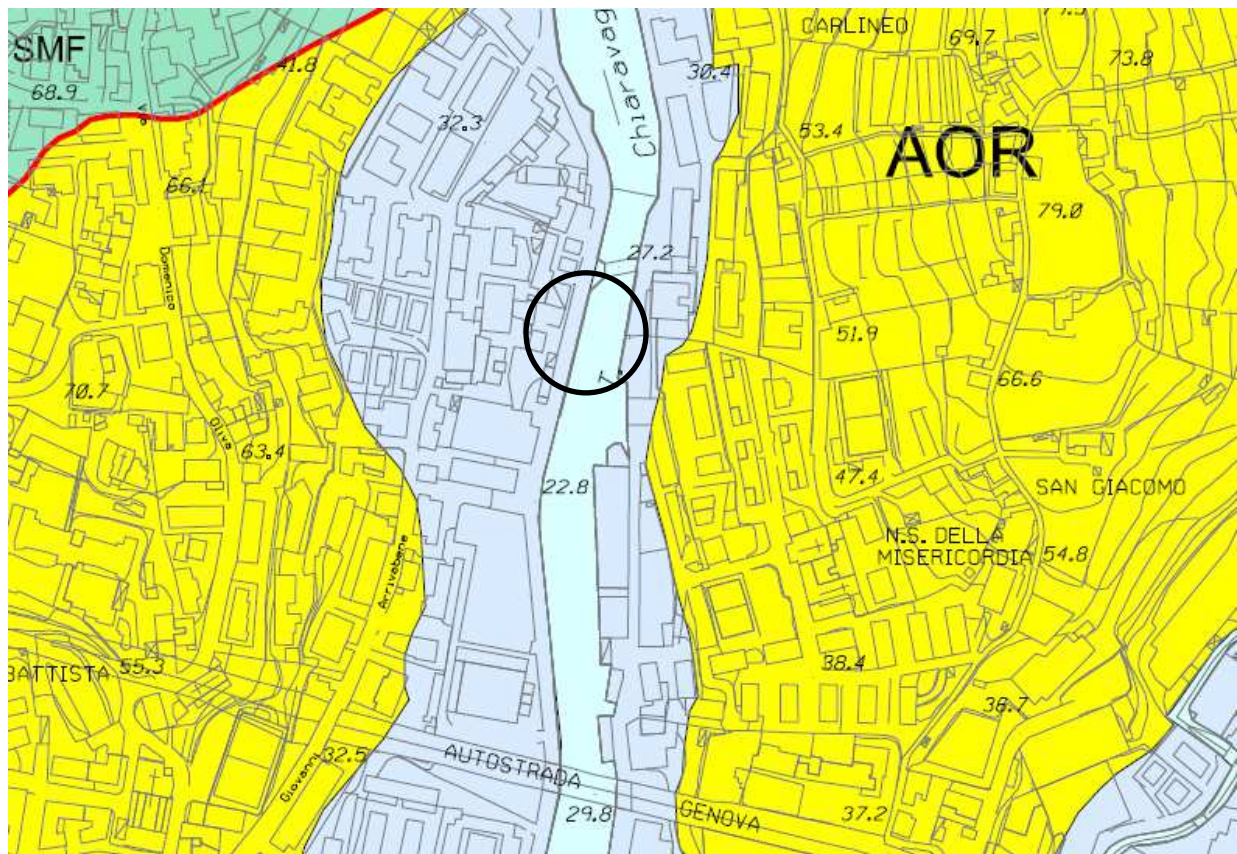 CARLINEO
69.7
SMF
41.8
73.8
68.9
30.4
32.3
53.4
AOR
66.1
79.0
27.2
Domenico
51.9
66.6
70.7
Oliva
63.4
47.4
22.8
SAN GIACOMO
N.S. DELLA
MISERICORDIA
54.8
Arrivabene
BATTISTA
55.3
38.4
38.7
32.5
AUTOSTRADA
Giovanni
29.8
GENOVA
37.2